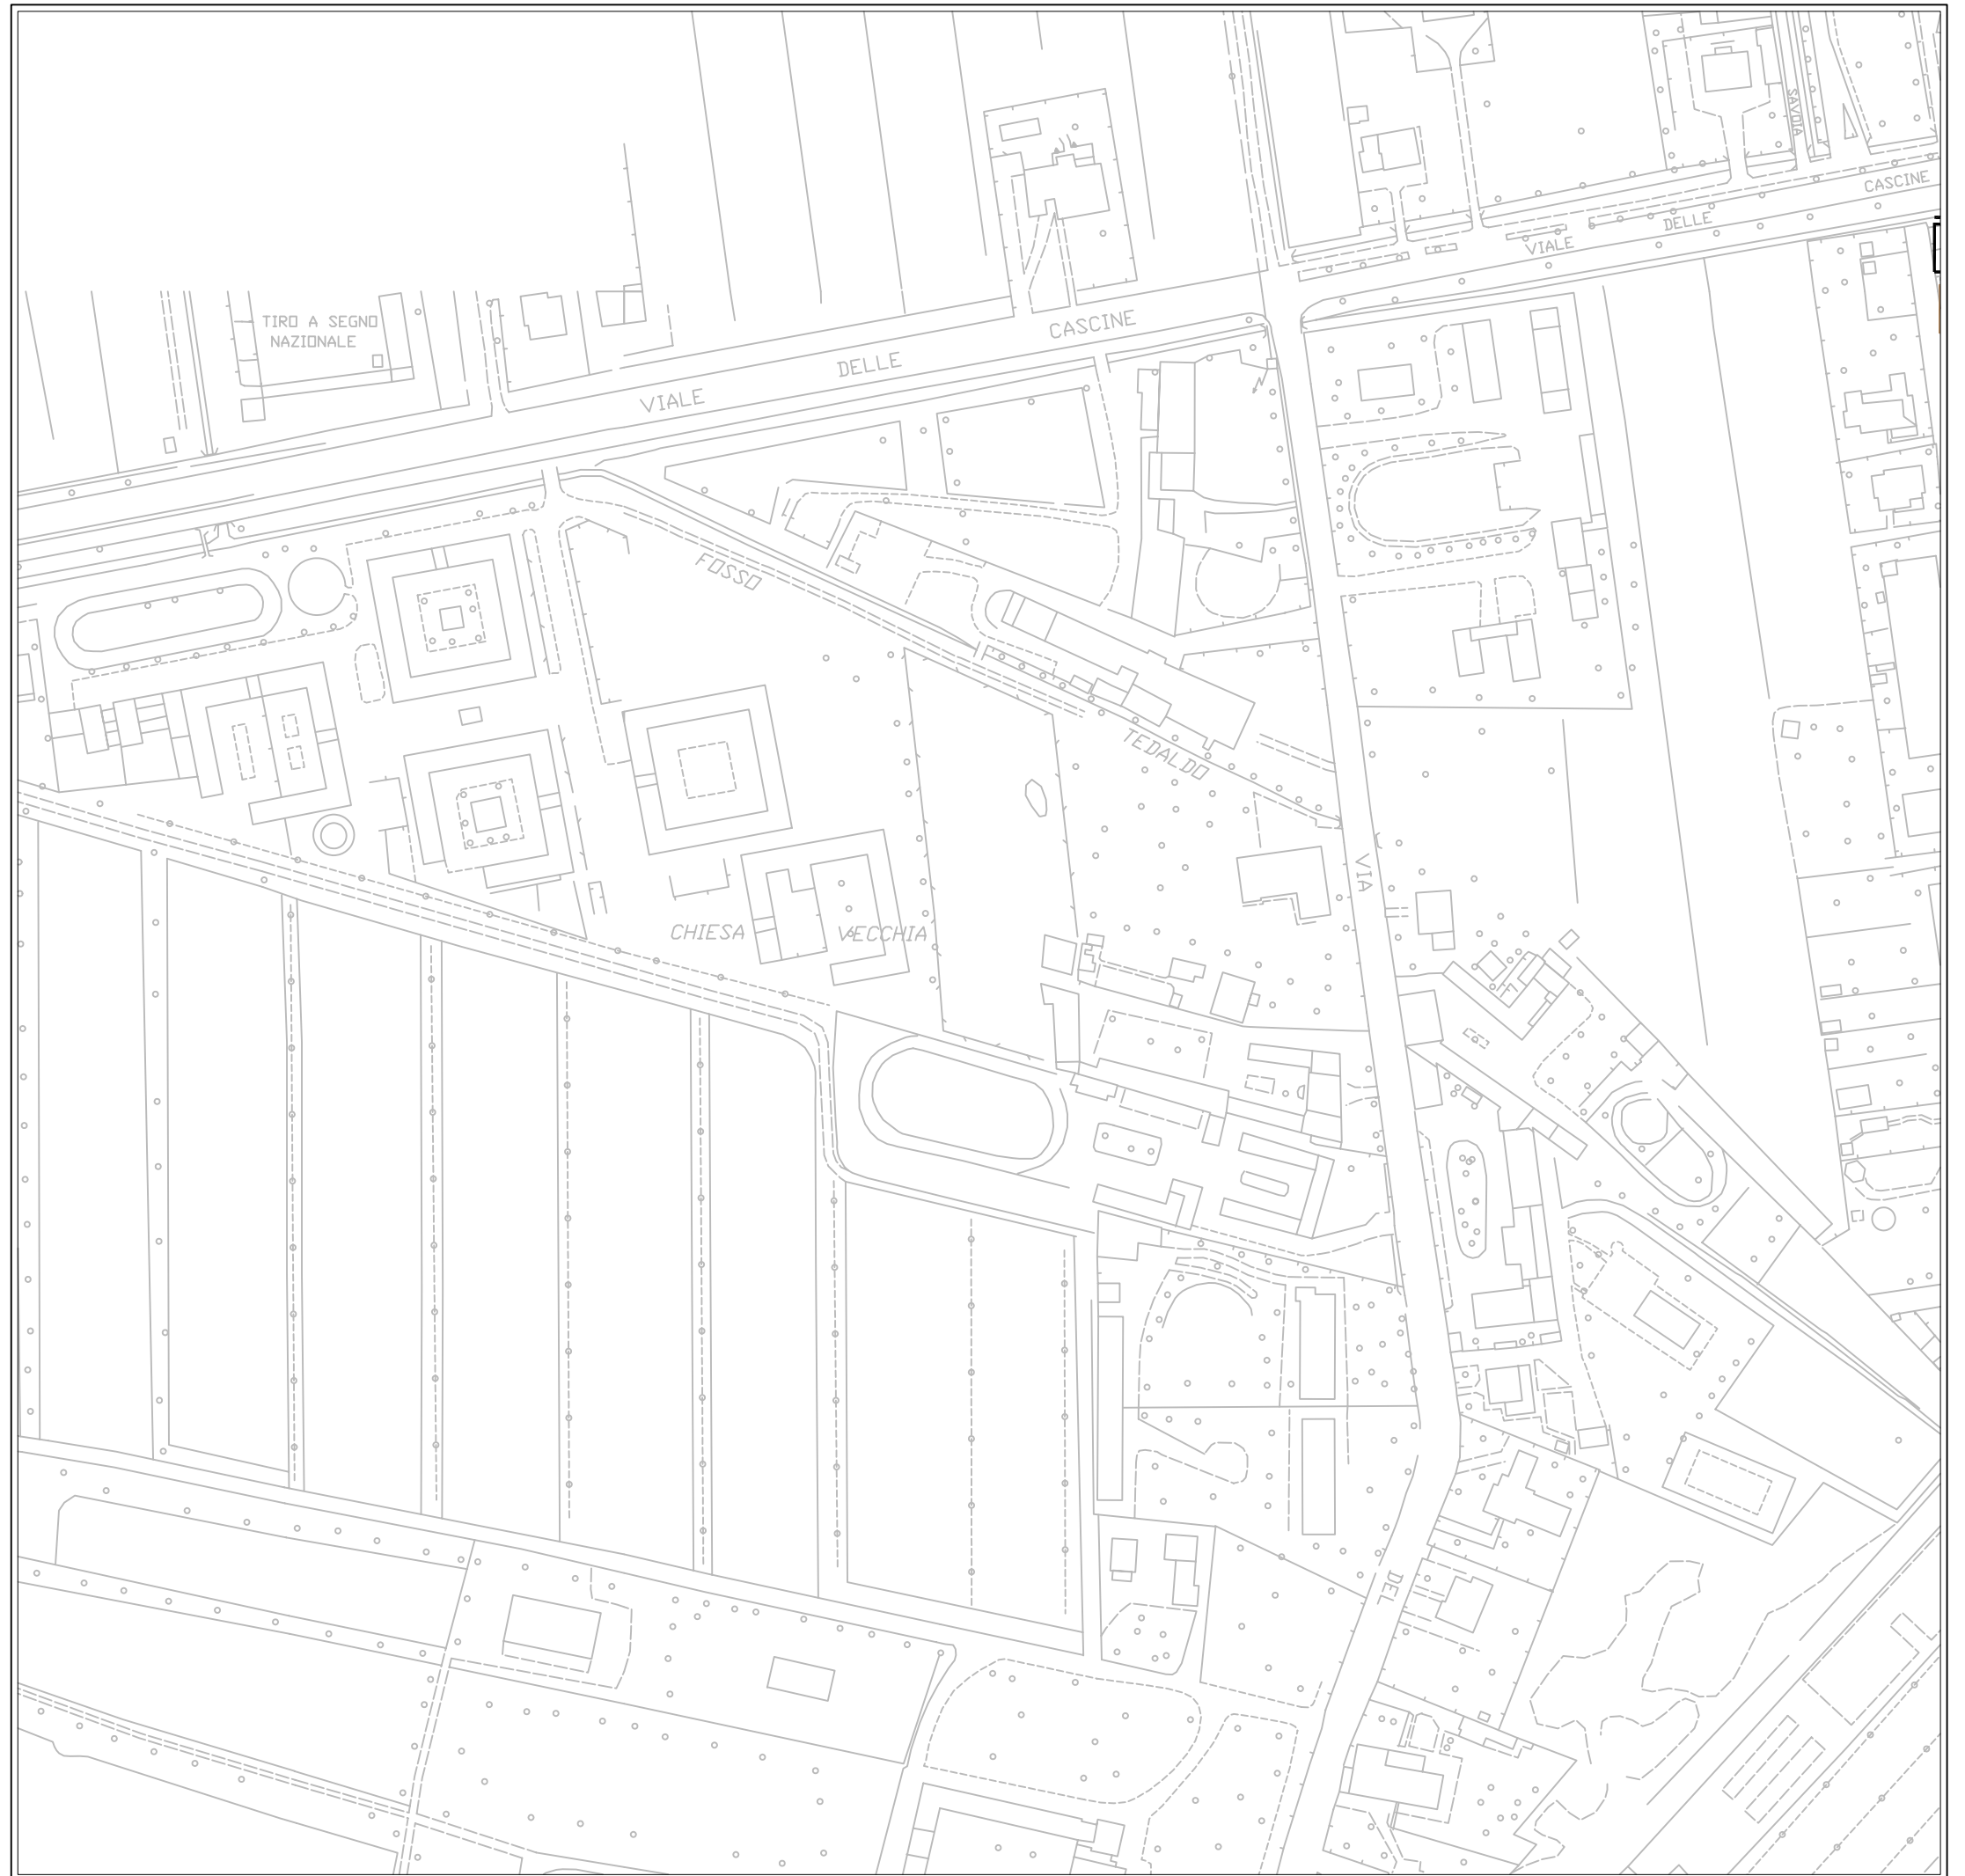 SAVOIA
CASCINE
DELLE
VIALE
TIRO A SEGNO
NAZIONALE
CASCINE
DELLE
VIALE
FOSSO
TEDALDO
VIA
CHIESA VECCHIA
DEL